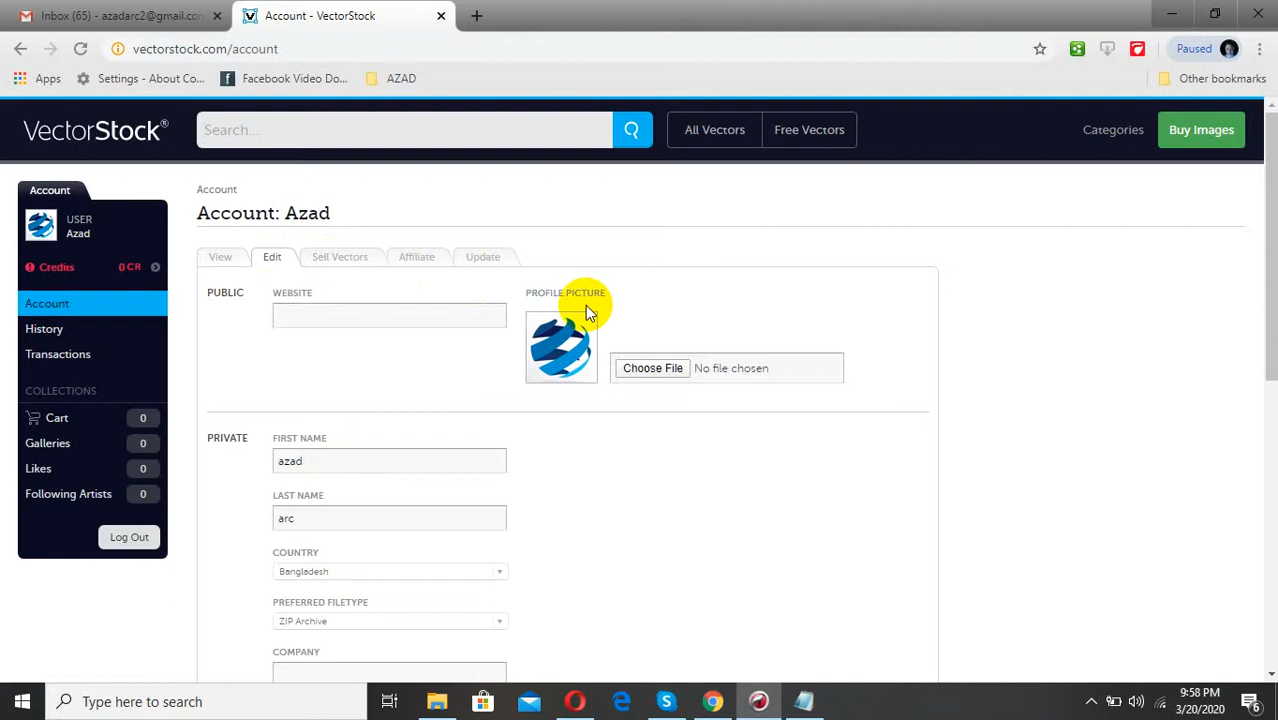 Inbox (65) - azadarc2@gmail.com
Account - VectorStock
vectorstock.com/account
Paused
Apps
Settings - About Co...
Facebook Video Do...
AZAD
Other bookmarks
VectorStock®
Search...
All Vectors
Free Vectors
Categories
Buy Images
Account
USER
Azad
Credits
0 CR
Account
History
Transactions
COLLECTIONS
Cart
0
Galleries
0
Likes
0
Following Artists
0
Log Out
Account
Account: Azad
View
Edit
Sell Vectors
Affiliate
Update
PUBLIC
WEBSITE
PROFILE PICTURE
Choose File
No file chosen
PRIVATE
FIRST NAME
azad
LAST NAME
arc
COUNTRY
Bangladesh
PREFERRED FILETYPE
ZIP Archive
COMPANY
Type here to search
9:58 PM
3/20/2020
6